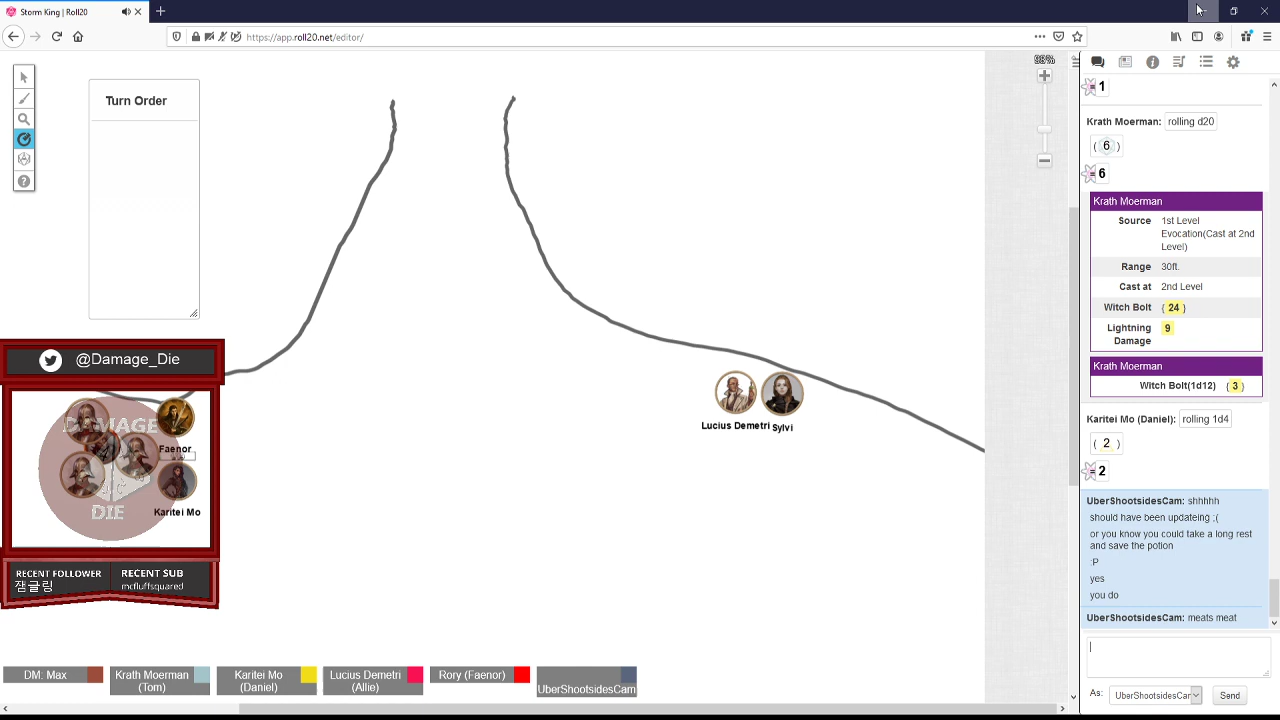 Storm King | Roll20
https://app.roll20.net/editor/
Turn Order
88%
@Damage_Die
DAMAGE
DIE
Faenor
Karitei Mo
RECENT FOLLOWER
잼글링
RECENT SUB
mcfluffsquared
Lucius Demetri
Sylvi
DM: Max
Krath Moerman
(Tom)
Karitei Mo
(Daniel)
Lucius Demetri
(Allie)
Rory (Faenor)
UberShootsidesCam
=1
Krath Moerman: rolling d20
(6)
=6
Krath Moerman
Source 1st Level
Evocation(Cast at 2nd
Level)
Range 30ft.
Cast at 2nd Level
Witch Bolt ( 24 )
Lightning 9
Damage
Krath Moerman
Witch Bolt(1d12) ( 3 )
Karitei Mo (Daniel): rolling 1d4
( 2 )
=2
UberShootsidesCam: shhhhh
should have been updateing ;(
or you know you could take a long rest
and save the potion
:P
yes
you do
UberShootsidesCam: meats meat
As: UberShootsidesCar
Send